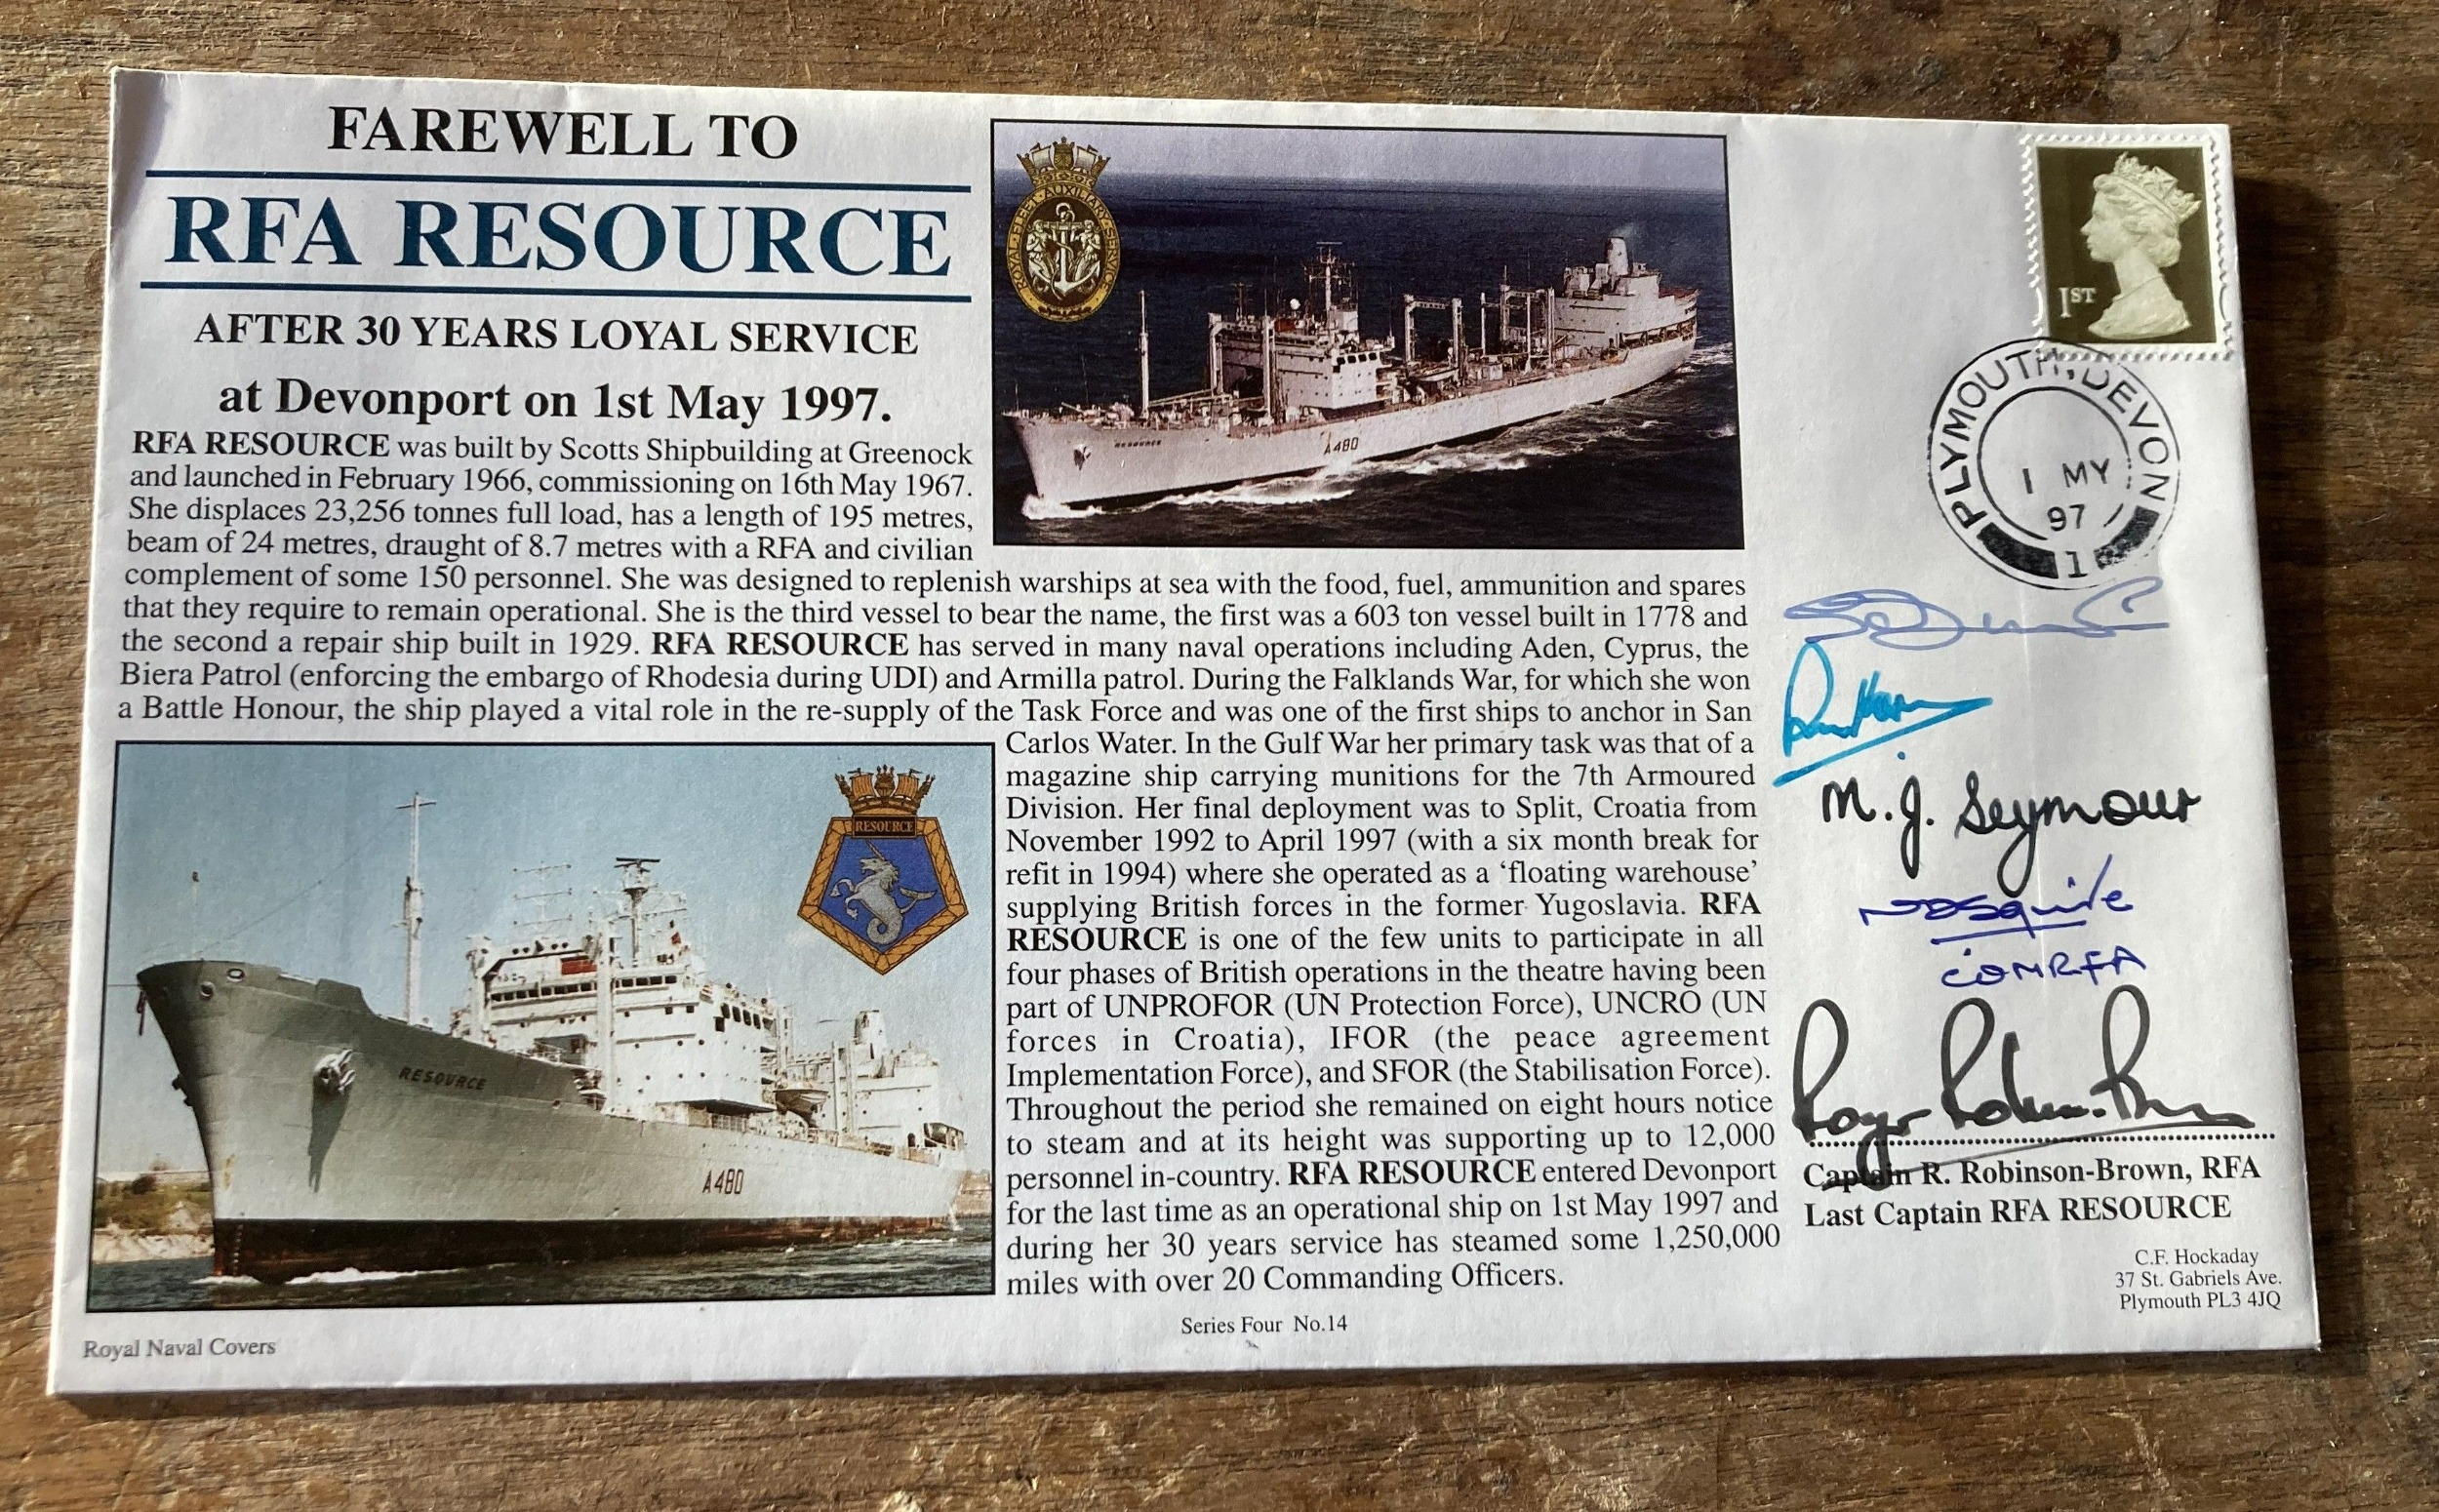 FAREWELL TO
RFA RESOURCE
AFTER 30 YEARS LOYAL SERVICE
at Devonport on 1st May 1997.
RFA RESOURCE was built by Scotts Shipbuilding at Greenock
and launched in February 1966, commissioning on 16th May 1967.
She displaces 23,256 tonnes full load, has a length of 195 metres,
beam of 24 metres, draught of 8.7 metres with a RFA and civilian
complement of some 150 personnel. She was designed to replenish warships at sea with the food, fuel, ammunition and spares
that they require to remain operational. She is the third vessel to bear the name, the first was a 603 ton vessel built in 1778 and
the second a repair ship built in 1929. RFA RESOURCE has served in many naval operations including Aden, Cyprus, the
Biera Patrol (enforcing the embargo of Rhodesia during UDI) and Armilla patrol. During the Falklands War, for which she won
a Battle Honour, the ship played a vital role in the re-supply of the Task Force and was one of the first ships to anchor in San
Carlos Water. In the Gulf War her primary task was that of a
magazine ship carrying munitions for the 7th Armoured
Division. Her final deployment was to Split, Croatia from
November 1992 to April 1997 (with a six month break for
refit in 1994) where she operated as a ‘floating warehouse’
supplying British forces in the former Yugoslavia. RFA
RESOURCE is one of the few units to participate in all
four phases of British operations in the theatre having been
part of UNPROFOR (UN Protection Force), UNCRO (UN
forces in Croatia), IFOR (the peace agreement
Implementation Force), and SFOR (the Stabilisation Force).
Throughout the period she remained on eight hours notice
to steam and at its height was supporting up to 12,000
personnel in-country. RFA RESOURCE entered Devonport
for the last time as an operational ship on 1st May 1997 and
during her 30 years service has steamed some 1,250,000
miles with over 20 Commanding Officers.
ROYAL FLEET AUXILIARY SERVICE
RESOURCE
A480
RESOURCE
RESOURCE
A480
1ST
PLYMOUTH, DEVON
1 MY
97
1
M. J. Seymour
Squire
COMRFA
Roger Robinson-Brown
Captain R. Robinson-Brown, RFA
Last Captain RFA RESOURCE
C.F. Hockaday
37 St. Gabriels Ave.
Plymouth PL3 4JQ
Series Four No.14
Royal Naval Covers